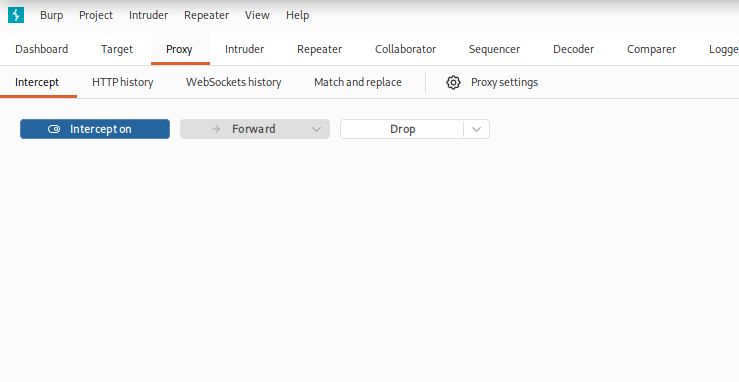 Burp Project Intruder Repeater View Help
Dashboard Target Proxy Intruder Repeater Collaborator Sequencer Decoder Comparer Logge
Intercept HTTP history WebSockets history Match and replace Proxy settings
Intercept on Forward Drop